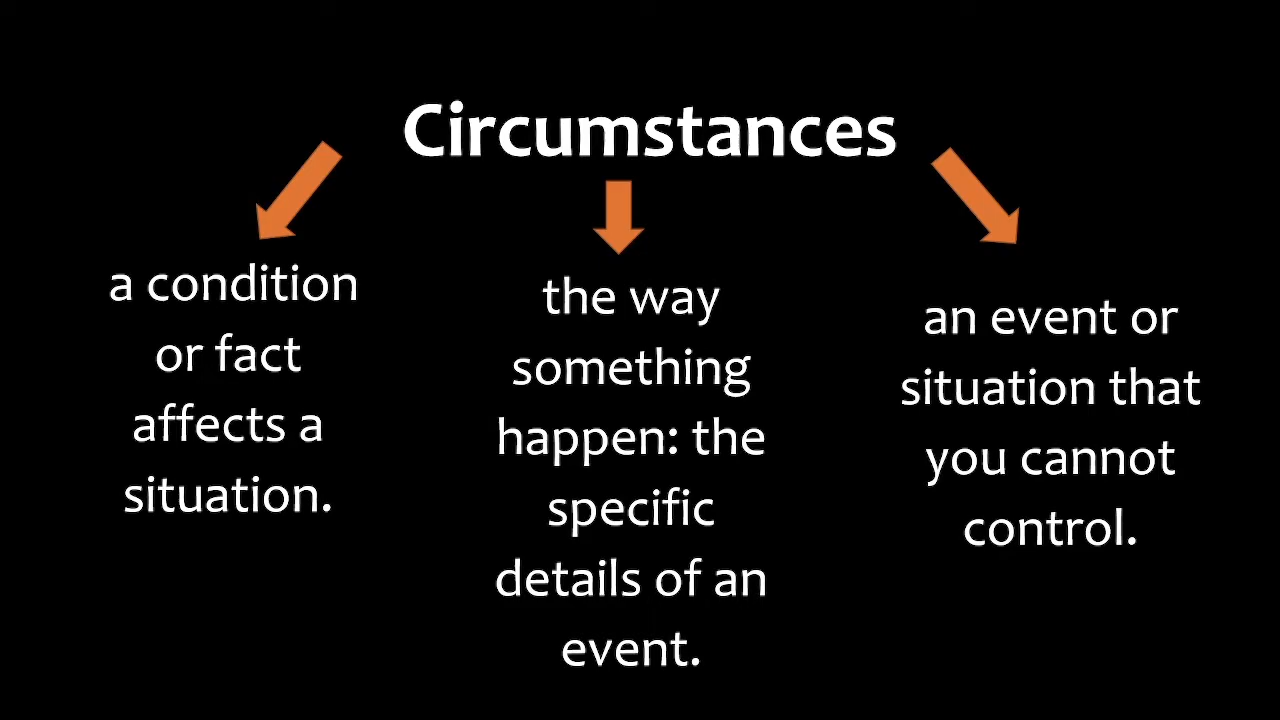 Circumstances
a condition
or fact
affects a
situation.
the way
something
happen: the
specific
details of an
event.
an event or
situation that
you cannot
control.